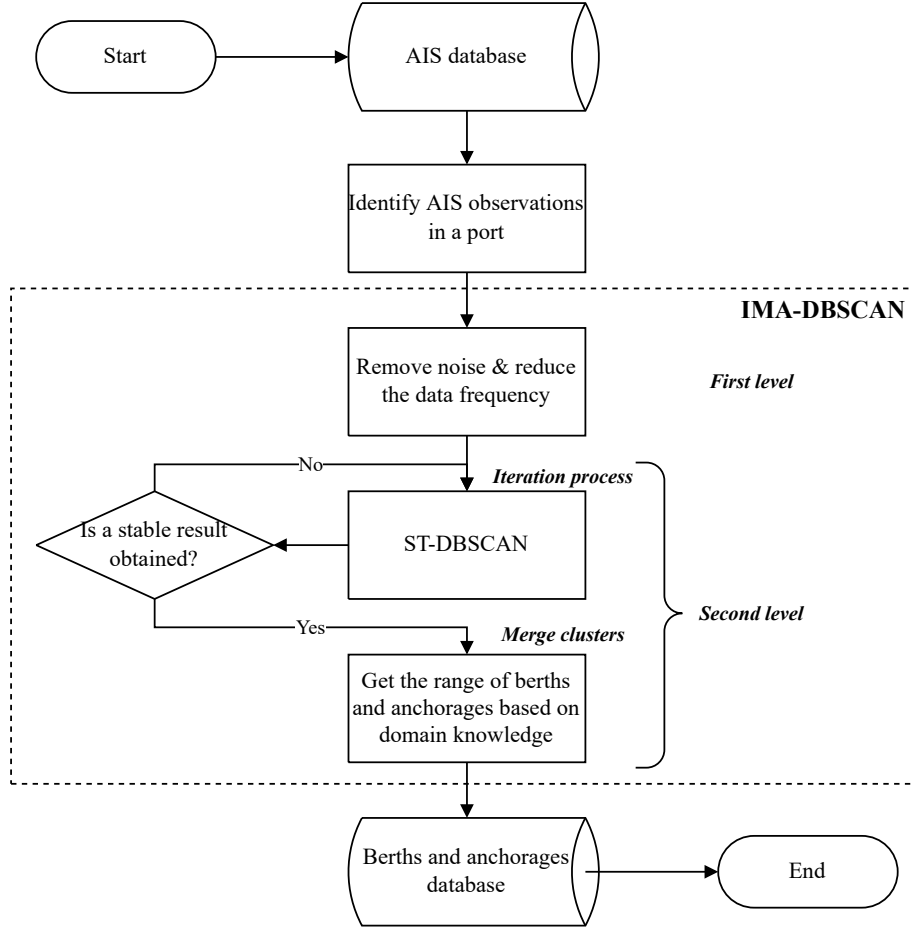 Start
AIS database
Identify AIS observations
in a port
IMA-DBSCAN
Remove noise & reduce
the data frequency
First level
No
Iteration process
Is a stable result
obtained?
ST-DBSCAN
Second level
Yes
Merge clusters
Get the range of berths
and anchorages based on
domain knowledge
Berths and anchorages
database
End